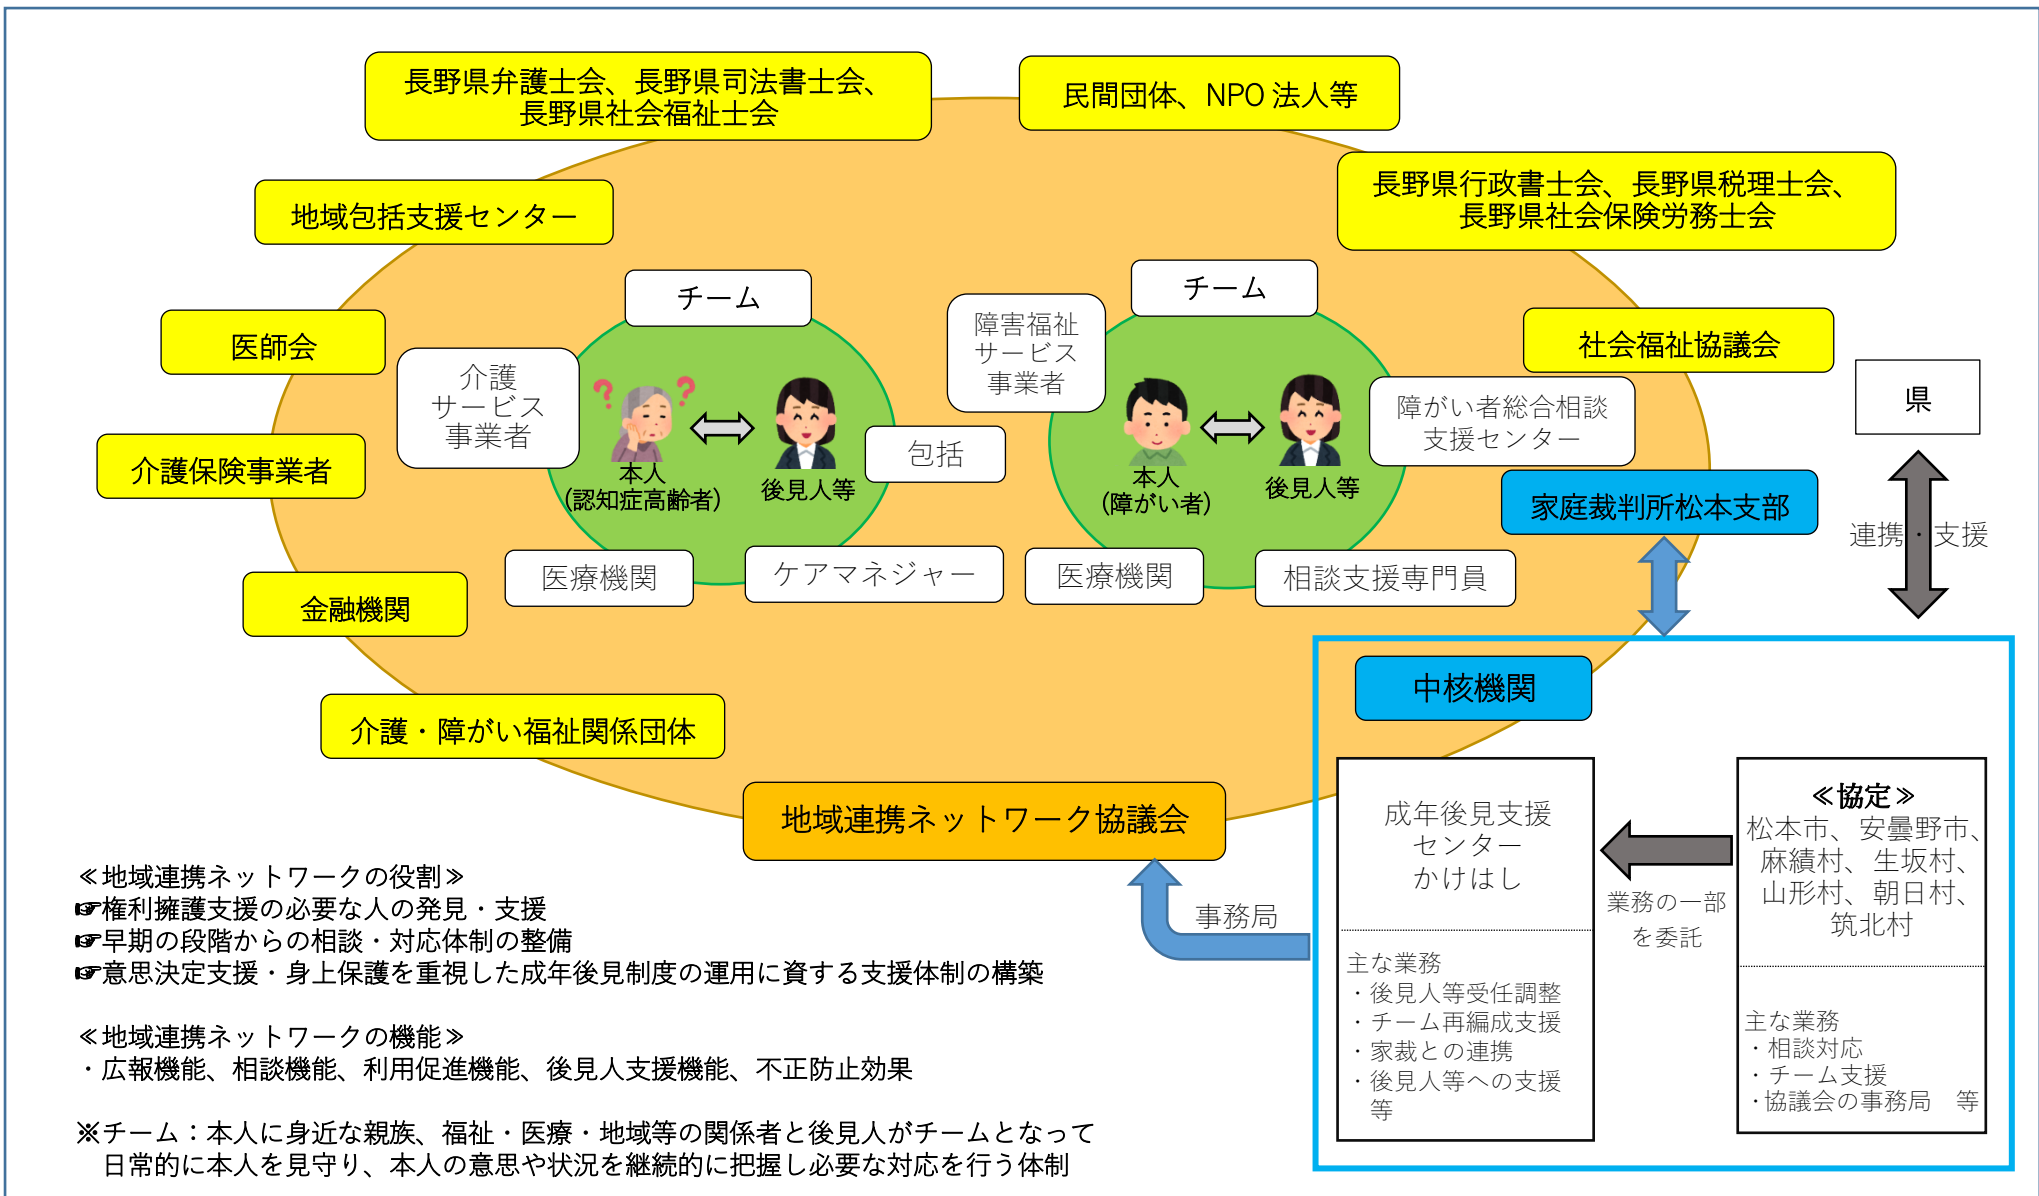 長野県弁護士会、長野県司法書士会、
長野県社会福祉士会
民間団体、NPO 法人等
長野県行政書士会、長野県税理士会、
長野県社会保険労務士会
地域包括支援センター
医師会
介護保険事業者
金融機関
介護・障がい福祉関係団体
社会福祉協議会
チーム
介護
サービス
事業者
本人
(認知症高齢者)
後見人等
包括
医療機関
ケアマネジャー
チーム
障害福祉
サービス
事業者
本人
(障がい者)
後見人等
障がい者総合相談
支援センター
医療機関
相談支援専門員
家庭裁判所松本支部
県
連携・支援
中核機関
成年後見支援
センター
かけはし
主な業務
・後見人等受任調整
・チーム再編成支援
・家裁との連携
・後見人等への支援
等
業務の一部
を委託
≪協定≫
松本市、安曇野市、
麻績村、生坂村、
山形村、朝日村、
筑北村
主な業務
・相談対応
・チーム支援
・協議会の事務局　等
地域連携ネットワーク協議会
事務局
≪地域連携ネットワークの役割≫
☞権利擁護支援の必要な人の発見・支援
☞早期の段階からの相談・対応体制の整備
☞意思決定支援・身上保護を重視した成年後見制度の運用に資する支援体制の構築
≪地域連携ネットワークの機能≫
・広報機能、相談機能、利用促進機能、後見人支援機能、不正防止効果
※チーム：本人に身近な親族、福祉・医療・地域等の関係者と後見人がチームとなって
日常的に本人を見守り、本人の意思や状況を継続的に把握し必要な対応を行う体制